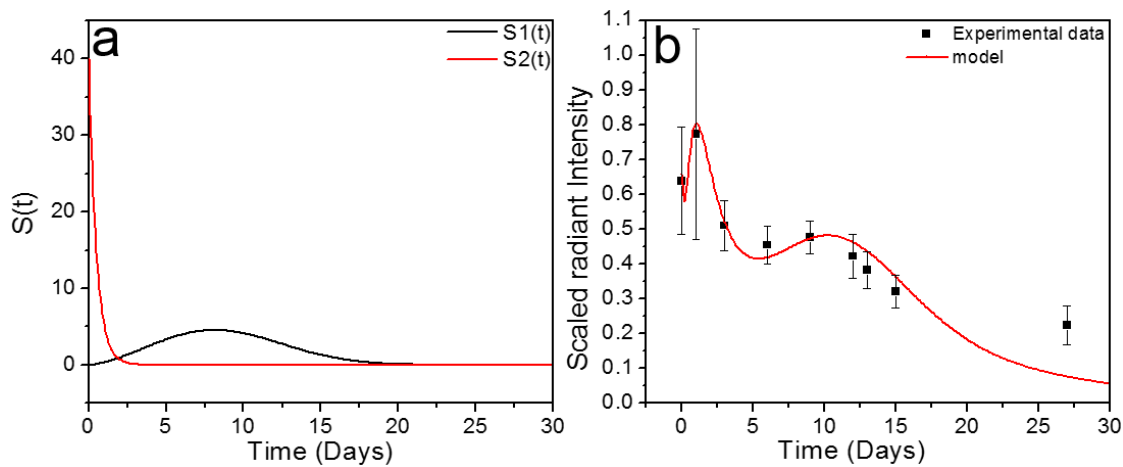 a
S1(t)
S2(t)
40
30
20
10
0
S(t)
0 5 10 15 20 25 30
Time (Days)
b
Experimental data
model
1.1
1.0
0.9
0.8
0.7
0.6
0.5
0.4
0.3
0.2
0.1
0.0
Scaled radiant Intensity
0 5 10 15 20 25 30
Time (Days)